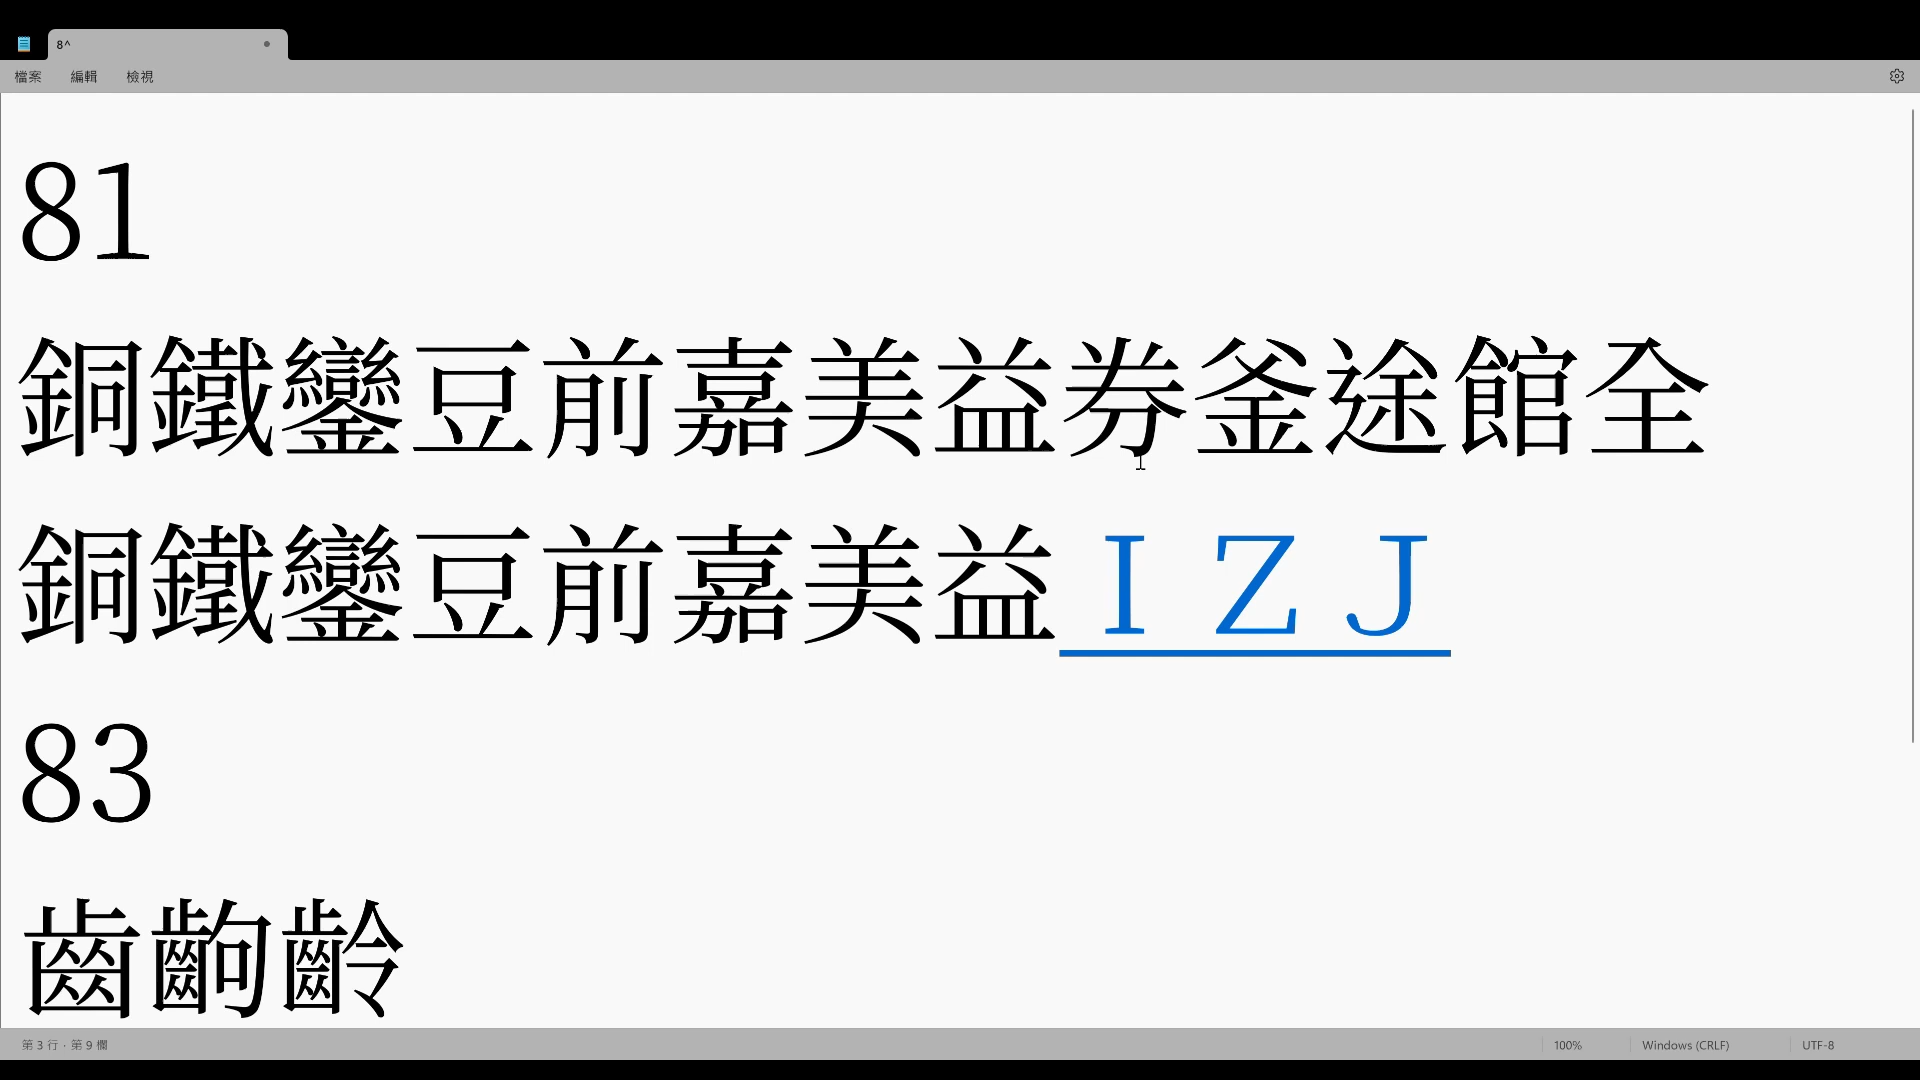 8^
檔案 編輯 檢視
81
銅鐵鑾豆前嘉美益券釜途館全
銅鐵鑾豆前嘉美益ＩＺＪ
83
齒齣齡
第 3 行，第 9 欄 100% Windows (CRLF) UTF-8